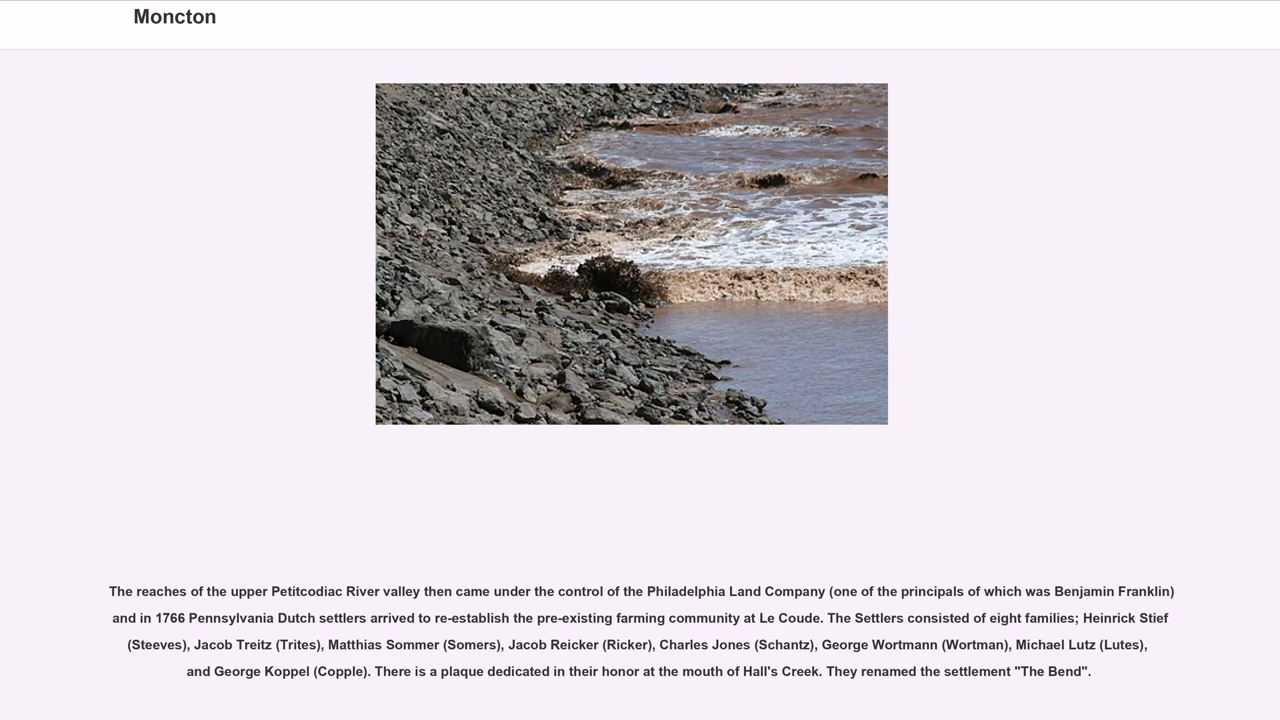 Moncton
The reaches of the upper Petitcodiac River valley then came under the control of the Philadelphia Land Company (one of the principals of which was Benjamin Franklin)
and in 1766 Pennsylvania Dutch settlers arrived to re-establish the pre-existing farming community at Le Coude. The Settlers consisted of eight families; Heinrick Stief
(Steeves), Jacob Treitz (Trites), Matthias Sommer (Somers), Jacob Reicker (Ricker), Charles Jones (Schantz), George Wortmann (Wortman), Michael Lutz (Lutes),
and George Koppel (Copple). There is a plaque dedicated in their honor at the mouth of Hall's Creek. They renamed the settlement "The Bend".